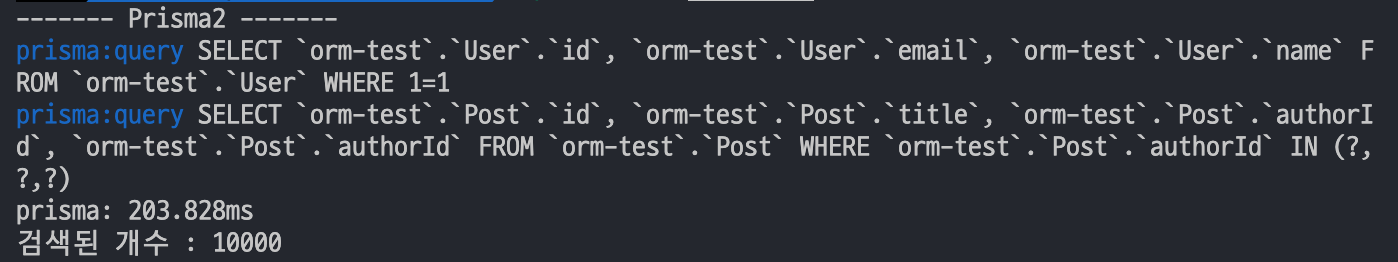 ------- Prisma2 -------
prisma:query SELECT `orm-test`.`User`.`id`, `orm-test`.`User`.`email`, `orm-test`.`User`.`name` F
ROM `orm-test`.`User` WHERE 1=1
prisma:query SELECT `orm-test`.`Post`.`id`, `orm-test`.`Post`.`title`, `orm-test`.`Post`.`authorI
d`, `orm-test`.`Post`.`authorId` FROM `orm-test`.`Post` WHERE `orm-test`.`Post`.`authorId` IN (?,
?,?)
prisma: 203.828ms
검색된 개수 : 10000